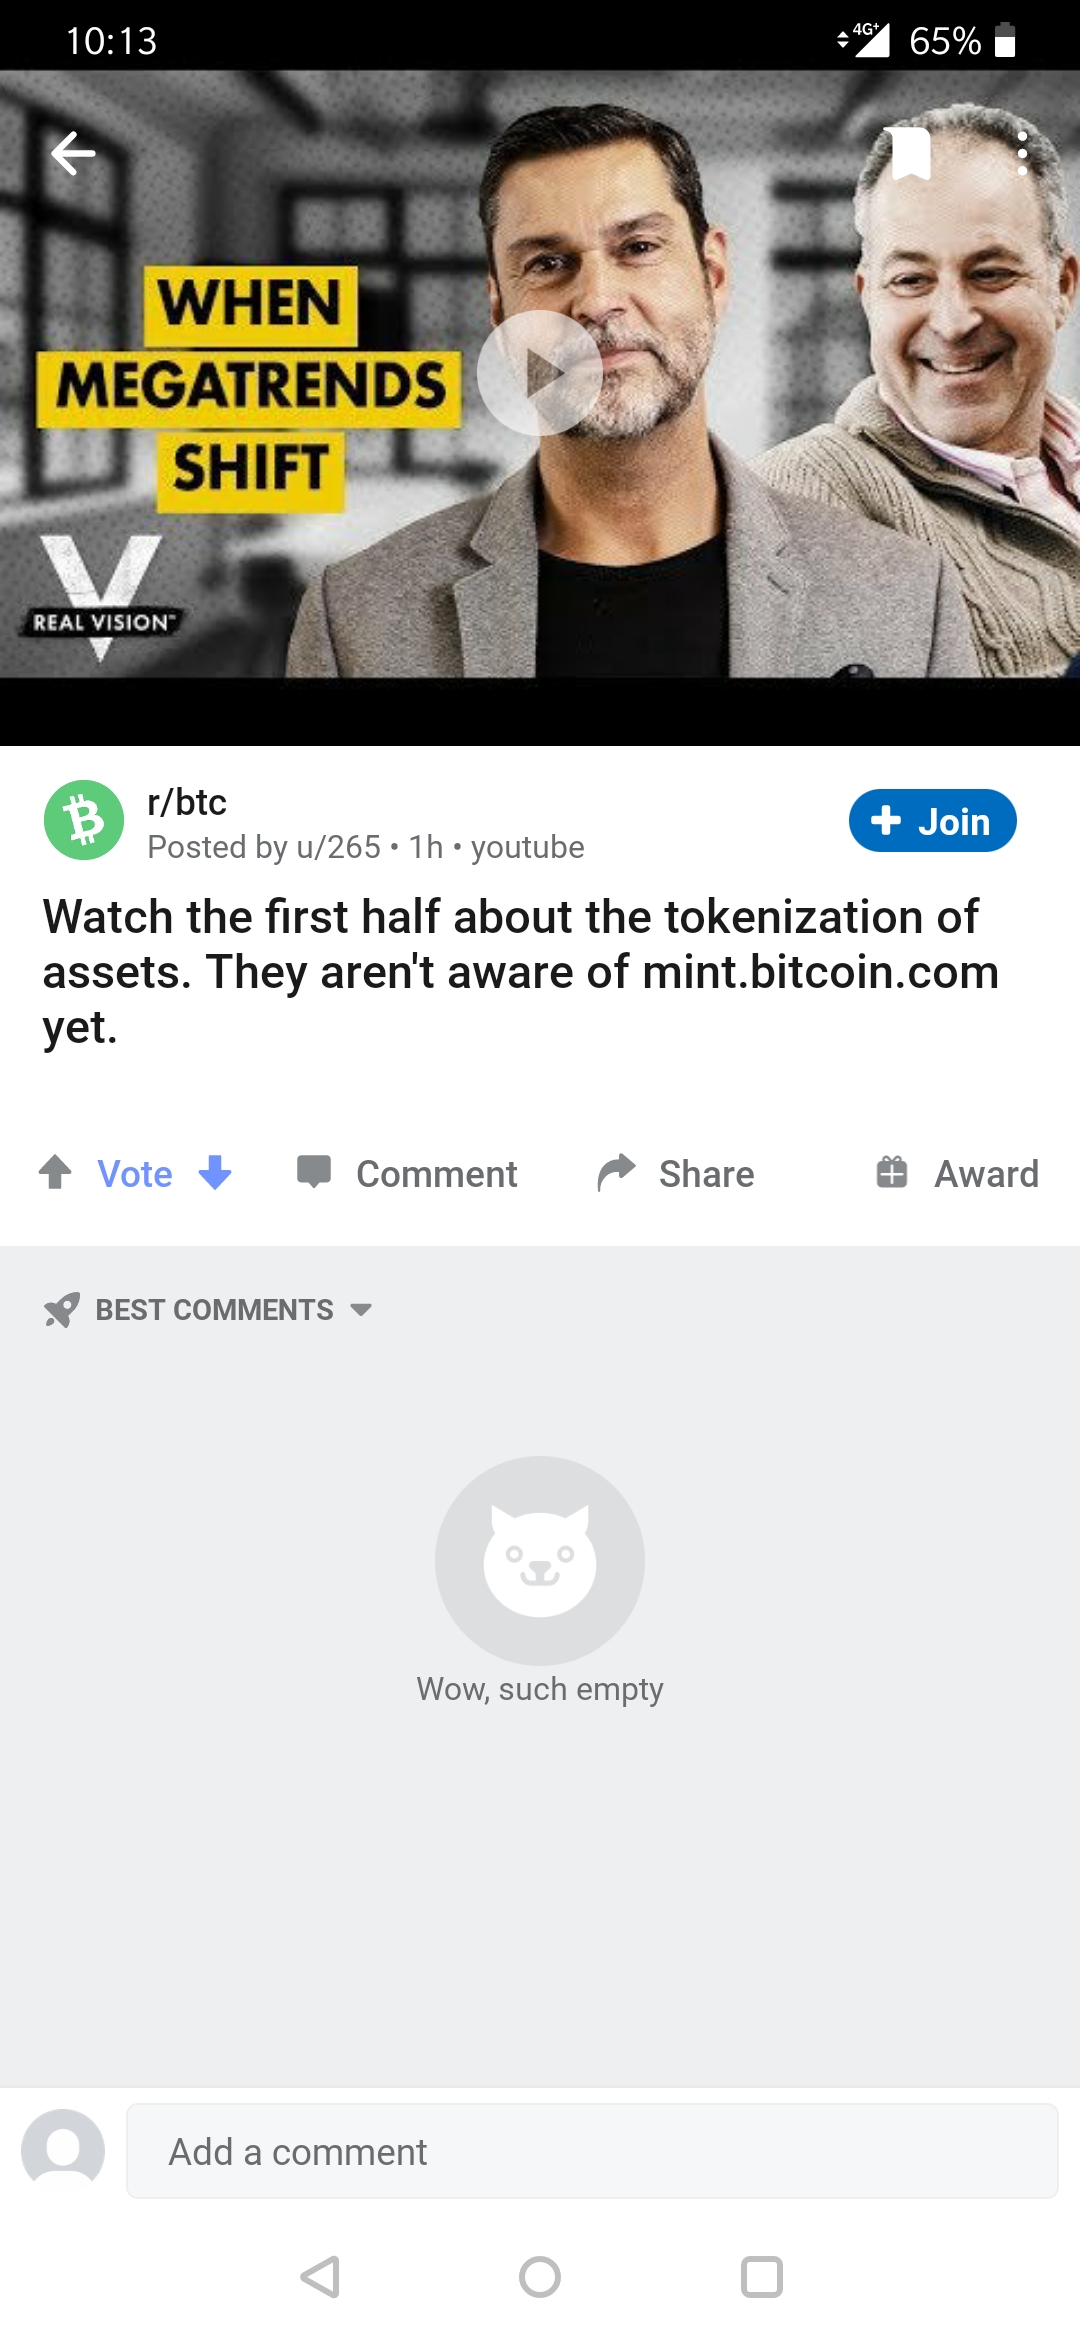 10:13
4G+ 65%
WHEN
MEGATRENDS
SHIFT
REAL VISION™
r/btc
Posted by u/265 • 1h • youtube
+ Join
Watch the first half about the tokenization of
assets. They aren't aware of mint.bitcoin.com
yet.
Vote Comment Share Award
BEST COMMENTS
Wow, such empty
Add a comment